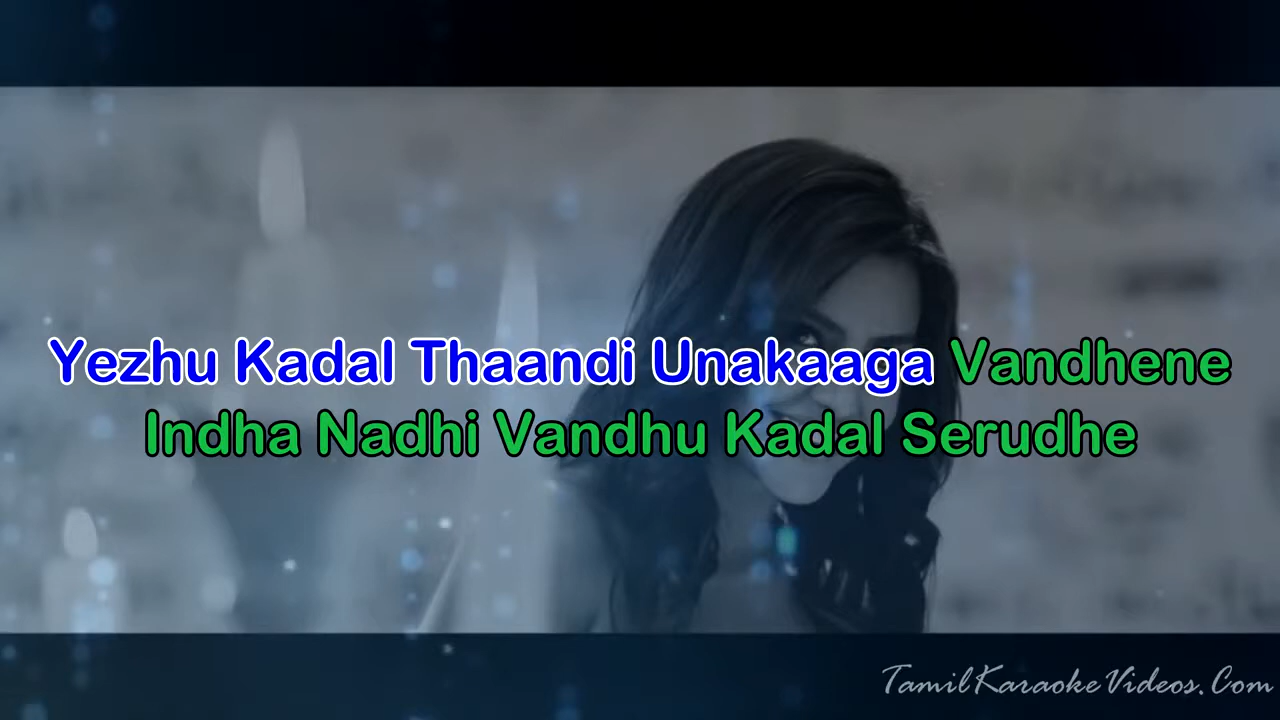 Yezhu Kadal Thaandi Unakaaga Vandhene
Indha Nadhi Vandhu Kadal Serudhe
TamilKaraokeVideos.Com